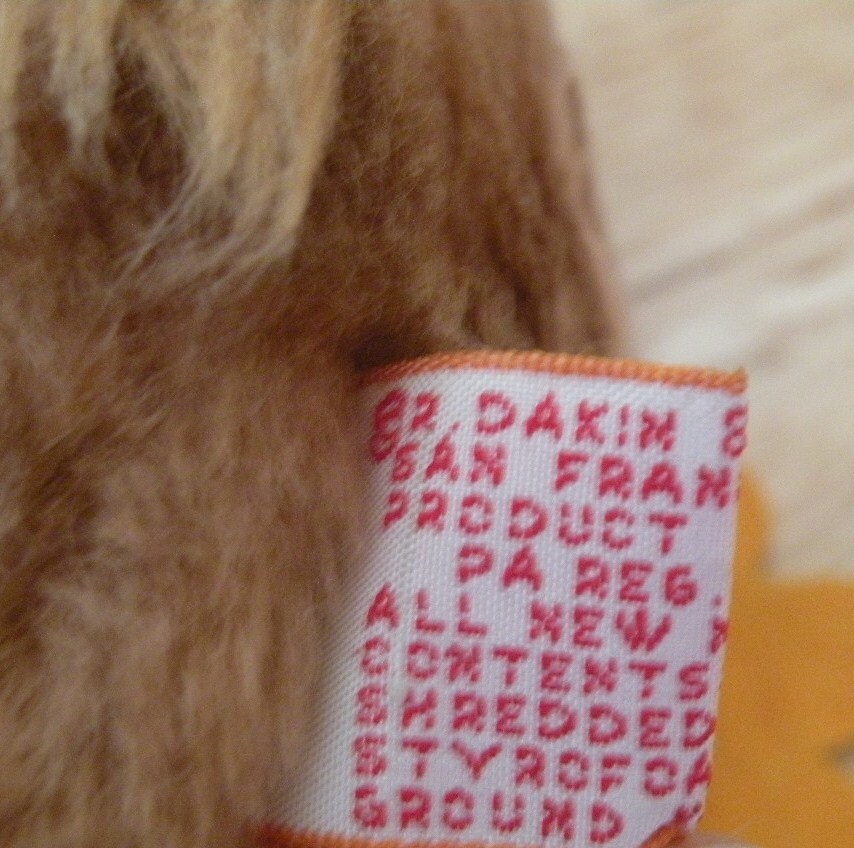 R. DAKIN &
SAN FRAN
PRODUCT
PA REG.
ALL NEW
CONTENTS
SHREDDED
STYROFOA
GROUND